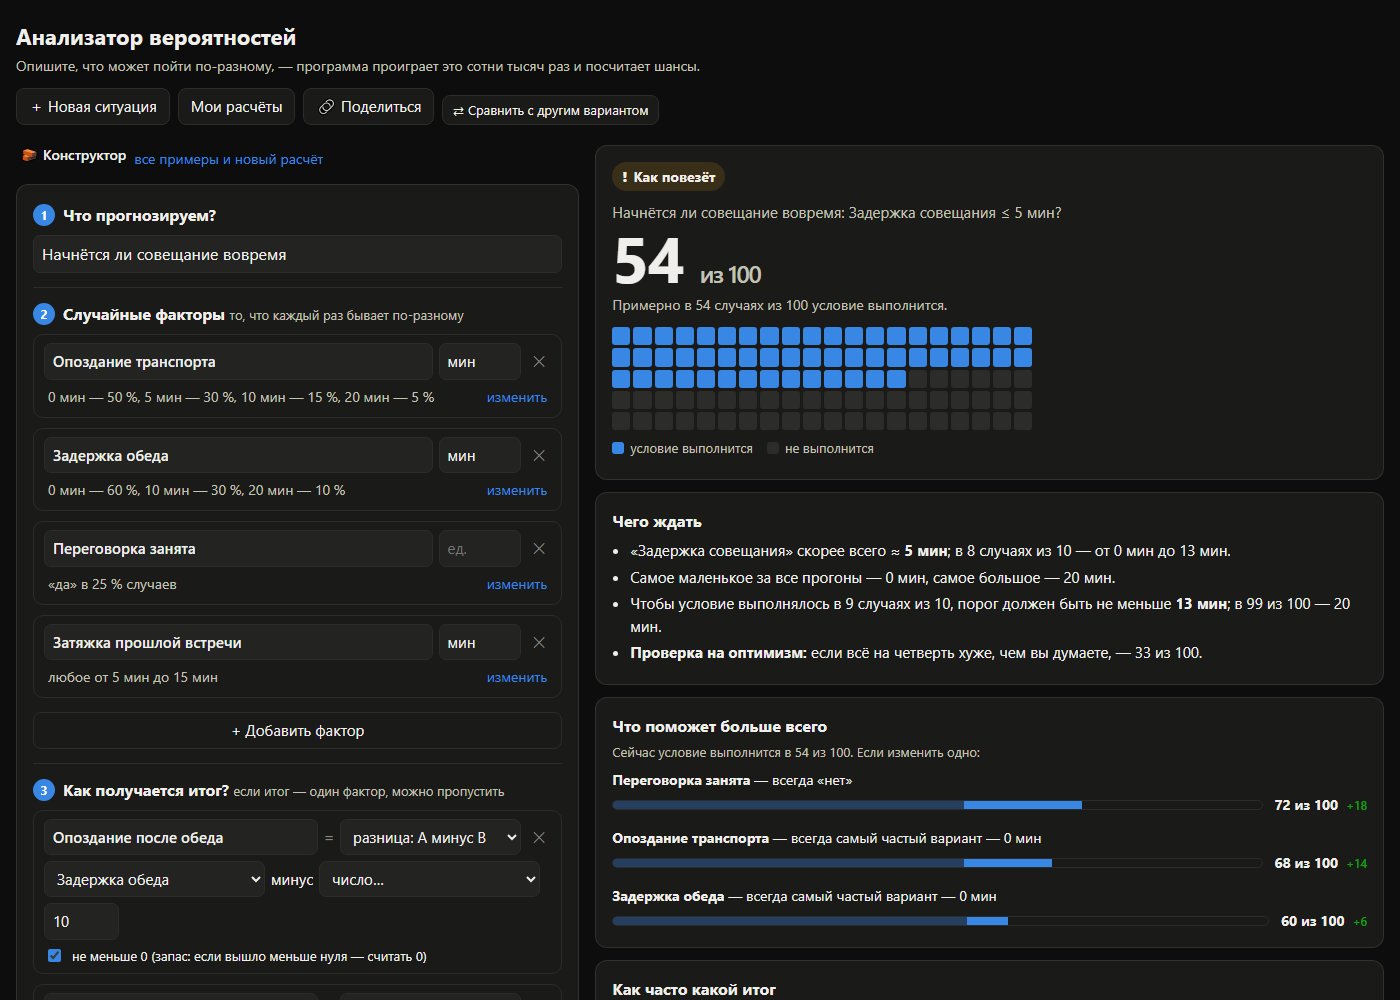 Анализатор вероятностей
Опишите, что может пойти по-разному, — программа проиграет это сотни тысяч раз и посчитает шансы.
+ Новая ситуация
Мои расчёты
Поделиться
⇄ Сравнить с другим вариантом
Конструктор
все примеры и новый расчёт
1 Что прогнозируем?
Начнётся ли совещание вовремя
2 Случайные факторы то, что каждый раз бывает по-разному
Опоздание транспорта мин
0 мин — 50 %, 5 мин — 30 %, 10 мин — 15 %, 20 мин — 5 % изменить
Задержка обеда мин
0 мин — 60 %, 10 мин — 30 %, 20 мин — 10 % изменить
Переговорка занята ед.
«да» в 25 % случаев изменить
Затяжка прошлой встречи мин
любое от 5 мин до 15 мин изменить
+ Добавить фактор
3 Как получается итог? если итог — один фактор, можно пропустить
Опоздание после обеда = разница: A минус B
Задержка обеда минус число...
10
не меньше 0 (запас: если вышло меньше нуля — считать 0)
! Как повезёт
Начнётся ли совещание вовремя: Задержка совещания ≤ 5 мин?
54 из 100
Примерно в 54 случаях из 100 условие выполнится.
условие выполнится не выполнится
Чего ждать
• «Задержка совещания» скорее всего ≈ 5 мин; в 8 случаях из 10 — от 0 мин до 13 мин.
• Самое маленькое за все прогоны — 0 мин, самое большое — 20 мин.
• Чтобы условие выполнялось в 9 случаях из 10, порог должен быть не меньше 13 мин; в 99 из 100 — 20
мин.
• Проверка на оптимизм: если всё на четверть хуже, чем вы думаете, — 33 из 100.
Что поможет больше всего
Сейчас условие выполнится в 54 из 100. Если изменить одно:
Переговорка занята — всегда «нет»
72 из 100 +18
Опоздание транспорта — всегда самый частый вариант — 0 мин
68 из 100 +14
Задержка обеда — всегда самый частый вариант — 0 мин
60 из 100 +6
Как часто какой итог